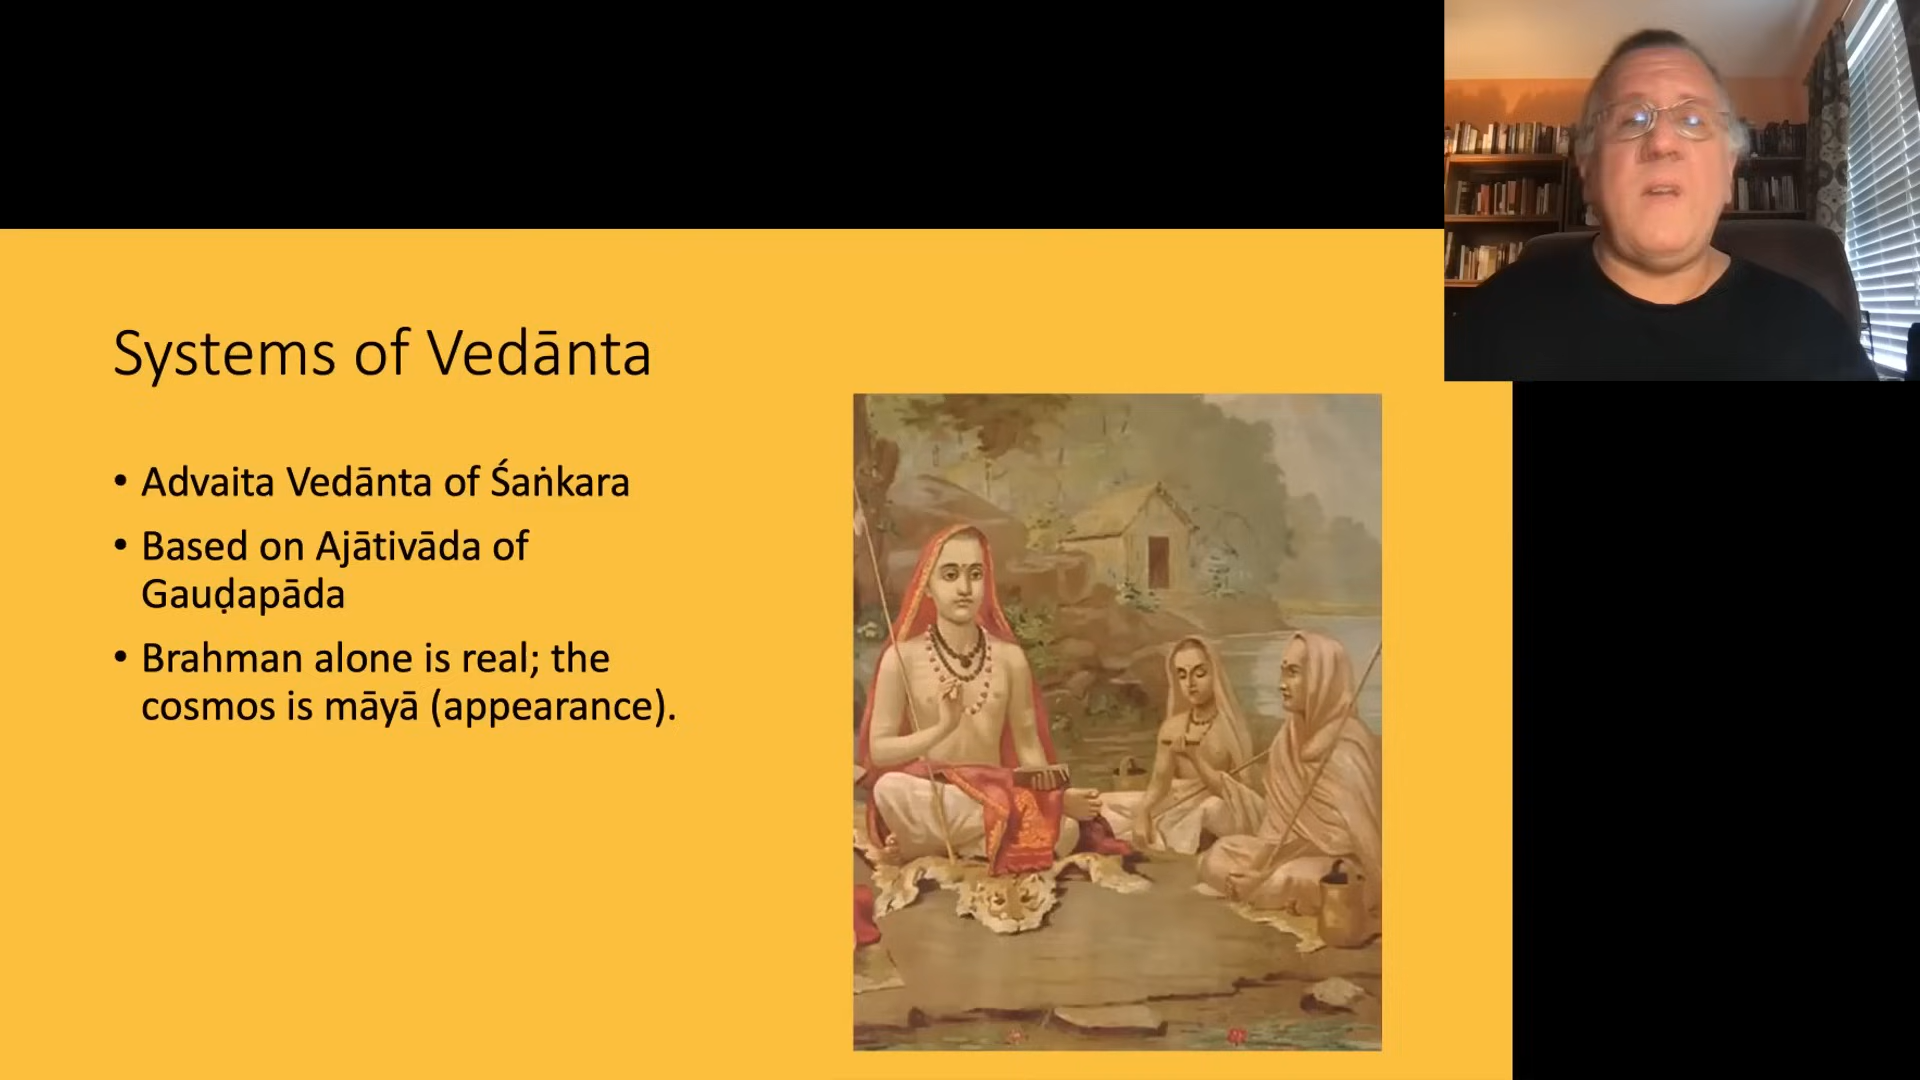 Systems of Vedānta
• Advaita Vedānta of Śaṅkara
• Based on Ajātivāda of
Gauḍapāda
• Brahman alone is real; the
cosmos is māyā (appearance).